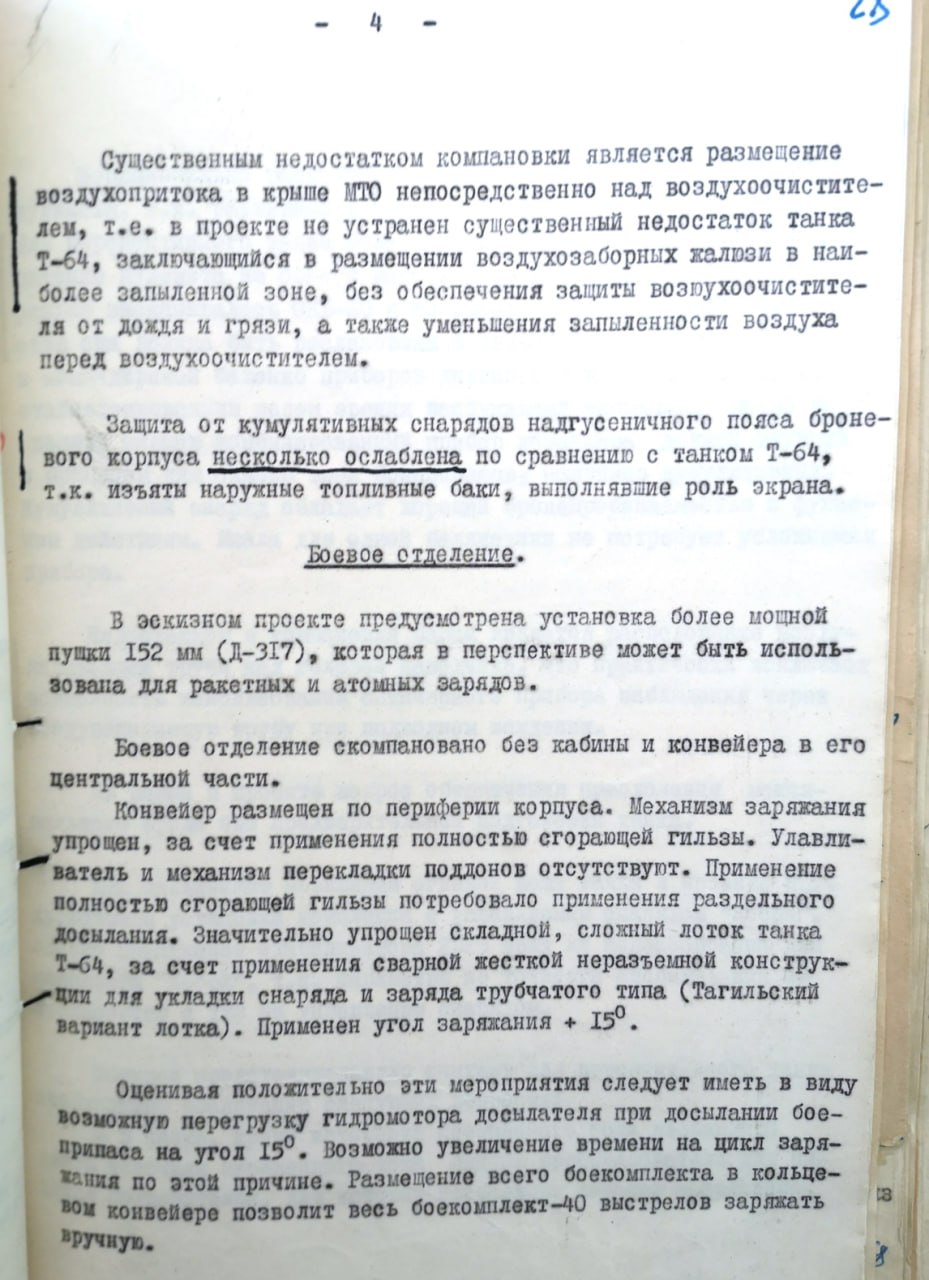 - 4 -
Существенным недостатком компановки является размещение
воздухопритока в крыше МТО непосредственно над воздухоочистите-
лем, т.е. в проекте не устранен существенный недостаток танка
Т-64, заключающийся в размещении воздухозаборных жалюзи в наи-
более запыленной зоне, без обеспечения защиты возюухоочистите-
ля от дождя и грязи, а также уменьшения запыленности воздуха
перед воздухоочистителем.
Защита от кумулятивных снарядов надгусеничного пояса броне-
вого корпуса несколько ослаблена по сравнению с танком Т-64,
т.к. изъяты наружные топливные баки, выполнявшие роль экрана.
Боевое отделение.
В эскизном проекте предусмотрена установка более мощной
пушки 152 мм (Д-317), которая в перспективе может быть исполь-
зована для ракетных и атомных зарядов.
Боевое отделение скомпановано без кабины и конвейера в его
центральной части.
Конвейер размещен по периферии корпуса. Механизм заряжания
упрощен, за счет применения полностью сгорающей гильзы. Улавли-
ватель и механизм перекладки поддонов отсутствуют. Применение
полностью сгорающей гильзы потребовало применения раздельного
досылания. Значительно упрощен складной, сложный лоток танка
Т-64, за счет применения сварной жесткой неразъемной конструк-
ции для укладки снаряда и заряда трубчатого типа (Тагильский
вариант лотка). Применен угол заряжания + 15°.
Оценивая положительно эти мероприятия следует иметь в виду
возможную перегрузку гидромотора досылателя при досылании бое-
припаса на угол 15°. Возможно увеличение времени на цикл заря-
жания по этой причине. Размещение всего боекомплекта в кольце-
вом конвейере позволит весь боекомплект-40 выстрелов заряжать
вручную.